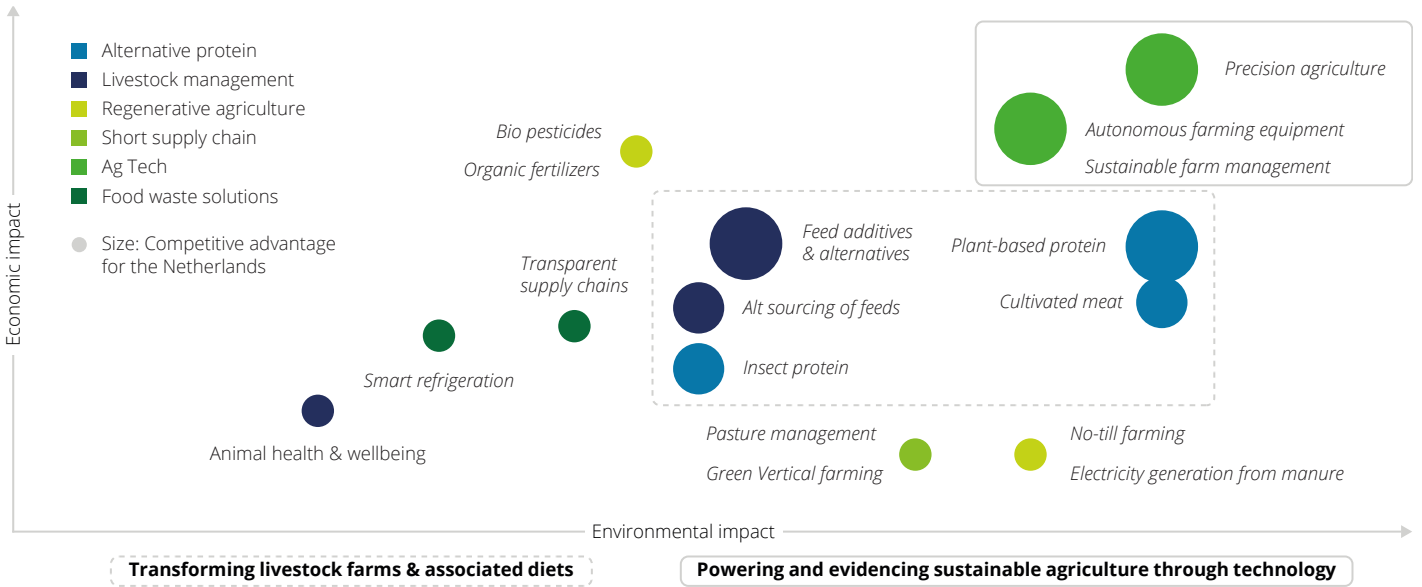 Economic impact
Alternative protein
Livestock management
Regenerative agriculture
Short supply chain
Ag Tech
Food waste solutions
Size: Competitive advantage
for the Netherlands
Precision agriculture
Autonomous farming equipment
Sustainable farm management
Bio pesticides
Organic fertilizers
Feed additives
& alternatives
Plant-based protein
Transparent
supply chains
Alt sourcing of feeds
Cultivated meat
Smart refrigeration
Insect protein
Animal health & wellbeing
Pasture management
Green Vertical farming
No-till farming
Electricity generation from manure
Environmental impact
Transforming livestock farms & associated diets
Powering and evidencing sustainable agriculture through technology